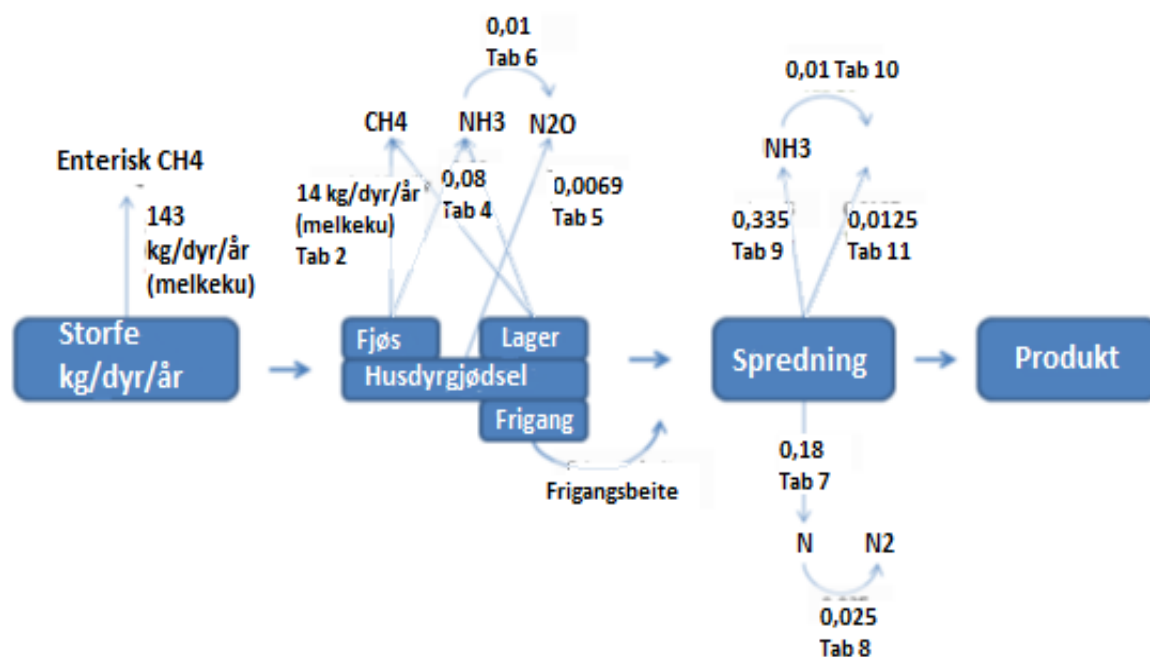 0,01
Tab 6
0,01 Tab 10
CH4
NH3
N2O
NH3
Enterisk CH4
143
kg/dyr/år
(melkeku)
14 kg/dyr/år
(melkeku)
Tab 2
0,08
Tab 4
0,0069
Tab 5
0,335
Tab 9
0,0125
Tab 11
Storfe
kg/dyr/år
Fjøs
Lager
Husdyrgjødsel
Frigang
Spredning
Produkt
Frigangsbeite
0,18
Tab 7
N
N2
0,025
Tab 8